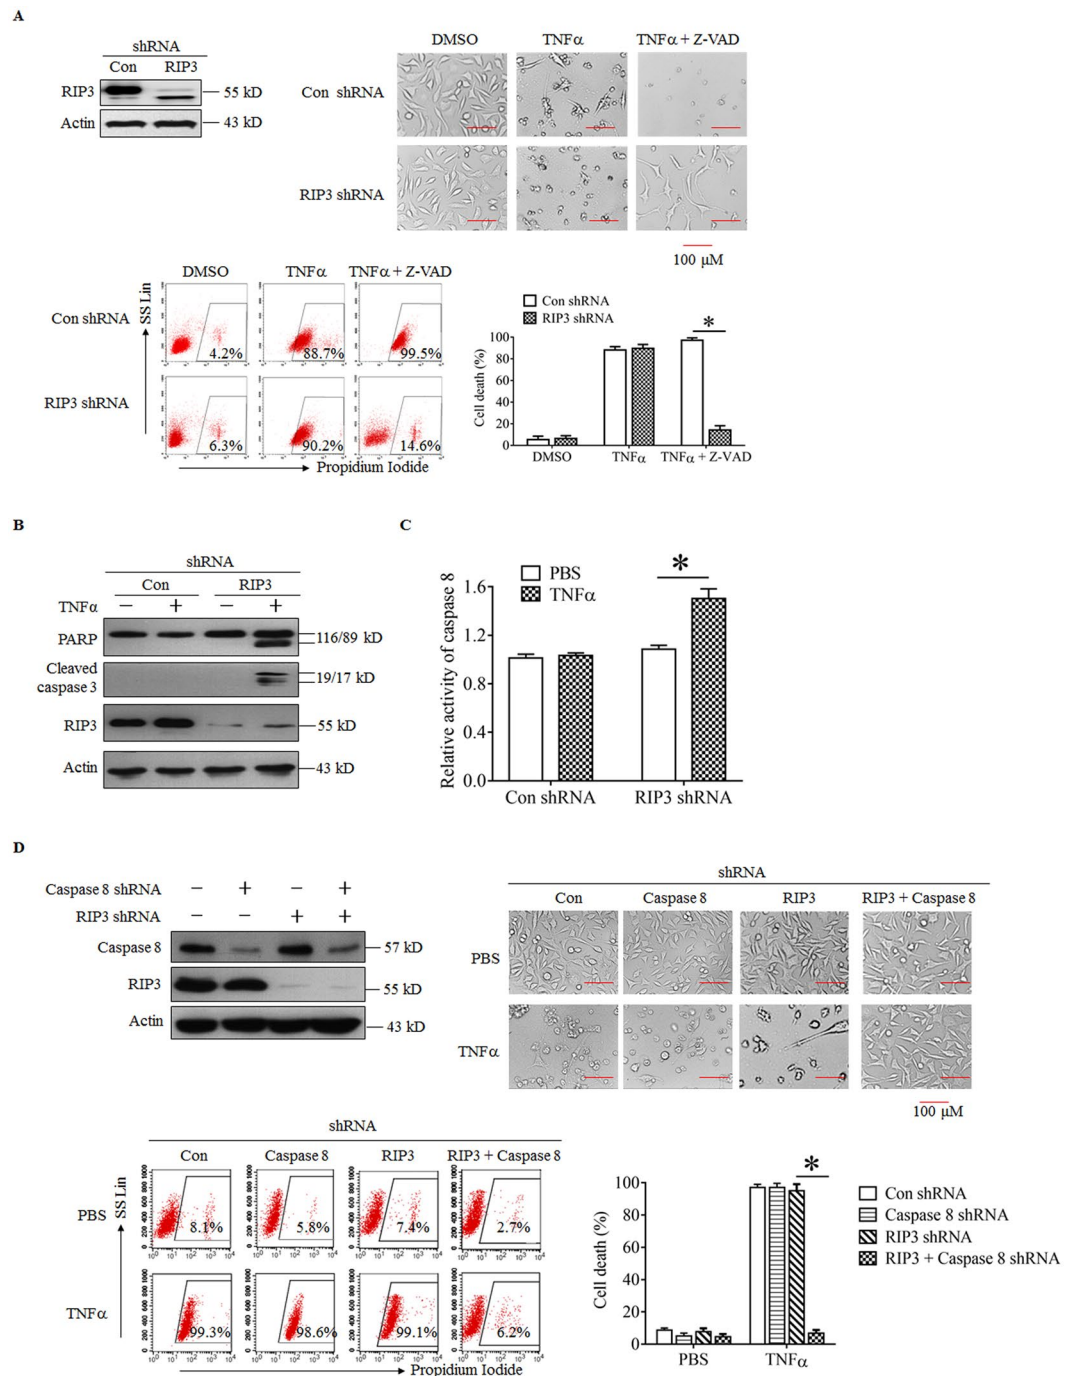 A
shRNA
Con RIP3
RIP3 55 kD
Actin 43 kD
DMSO TNFα TNFα + Z-VAD
Con shRNA
RIP3 shRNA
100 μM
DMSO TNFα TNFα + Z-VAD
SS Lin
Con shRNA
4.2% 88.7% 99.5%
RIP3 shRNA
6.3% 90.2% 14.6%
Propidium Iodide
Con shRNA
RIP3 shRNA
Cell death (%)
100
80
60
40
20
0
DMSO TNFα TNFα + Z-VAD
*
B
shRNA
Con RIP3
TNFα − + − +
PARP 116/89 kD
Cleaved
caspase 3 19/17 kD
RIP3 55 kD
Actin 43 kD
C
PBS
TNFα
*
Relative activity of caspase 8
1.6
1.2
0.8
0.4
0.0
Con shRNA RIP3 shRNA
D
Caspase 8 shRNA − + − +
RIP3 shRNA − − + +
Caspase 8 57 kD
RIP3 55 kD
Actin 43 kD
shRNA
Con Caspase 8 RIP3 RIP3 + Caspase 8
PBS
TNFα
100 μM
shRNA
Con Caspase 8 RIP3 RIP3 + Caspase 8
SS Lin
PBS
8.1% 5.8% 7.4% 2.7%
TNFα
99.3% 98.6% 99.1% 6.2%
Propidium Iodide
Cell death (%)
100
80
60
40
20
0
PBS TNFα
*
Con shRNA
Caspase 8 shRNA
RIP3 shRNA
RIP3 + Caspase 8 shRNA